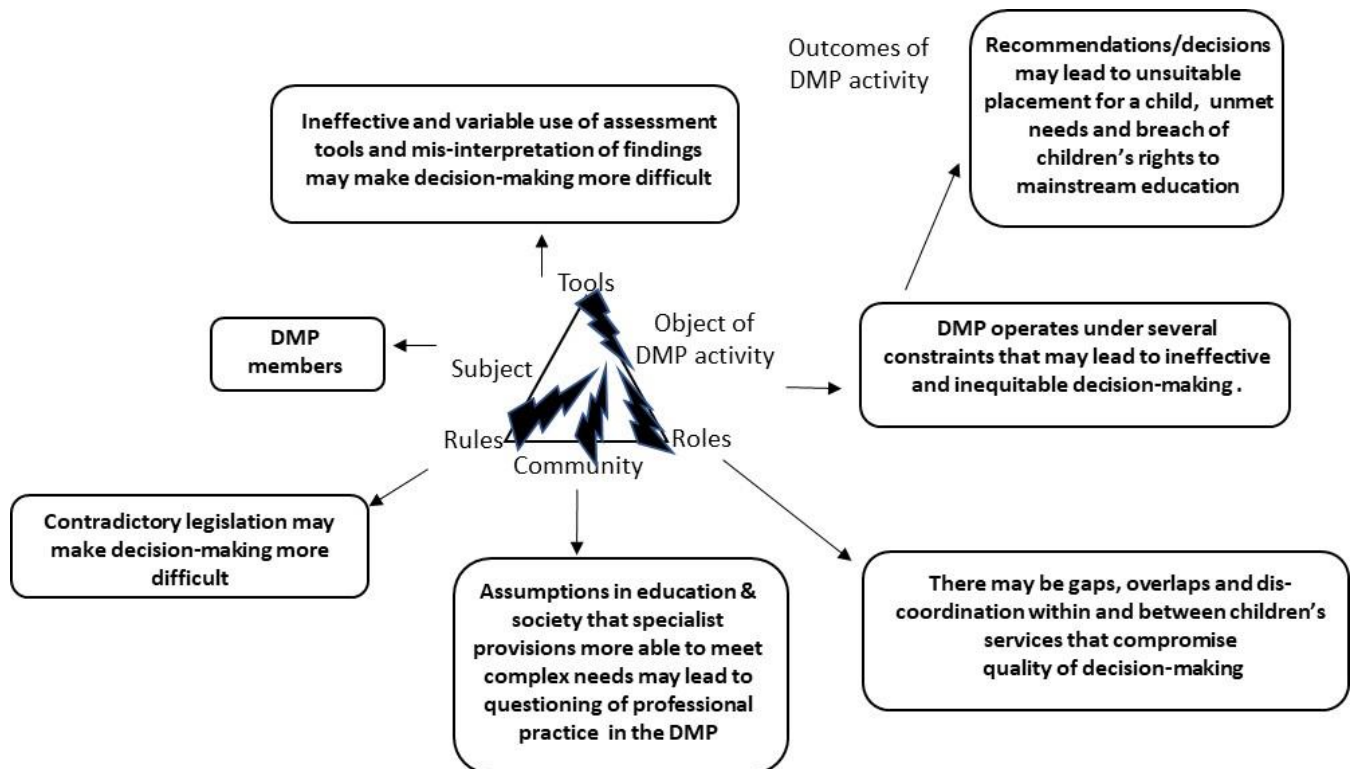 Outcomes of
DMP activity
Recommendations/decisions
may lead to unsuitable
placement for a child, unmet
needs and breach of
children's rights to
mainstream education
Ineffective and variable use of assessment
tools and mis-interpretation of findings
may make decision-making more difficult
Tools
Object of
DMP activity
DMP
members
Subject
DMP operates under several
constraints that may lead to ineffective
and inequitable decision-making .
Rules
Roles
Community
Contradictory legislation may
make decision-making more
difficult
Assumptions in education &
society that specialist
provisions more able to meet
complex needs may lead to
questioning of professional
practice in the DMP
There may be gaps, overlaps and dis-
coordination within and between children's
services that compromise
quality of decision-making